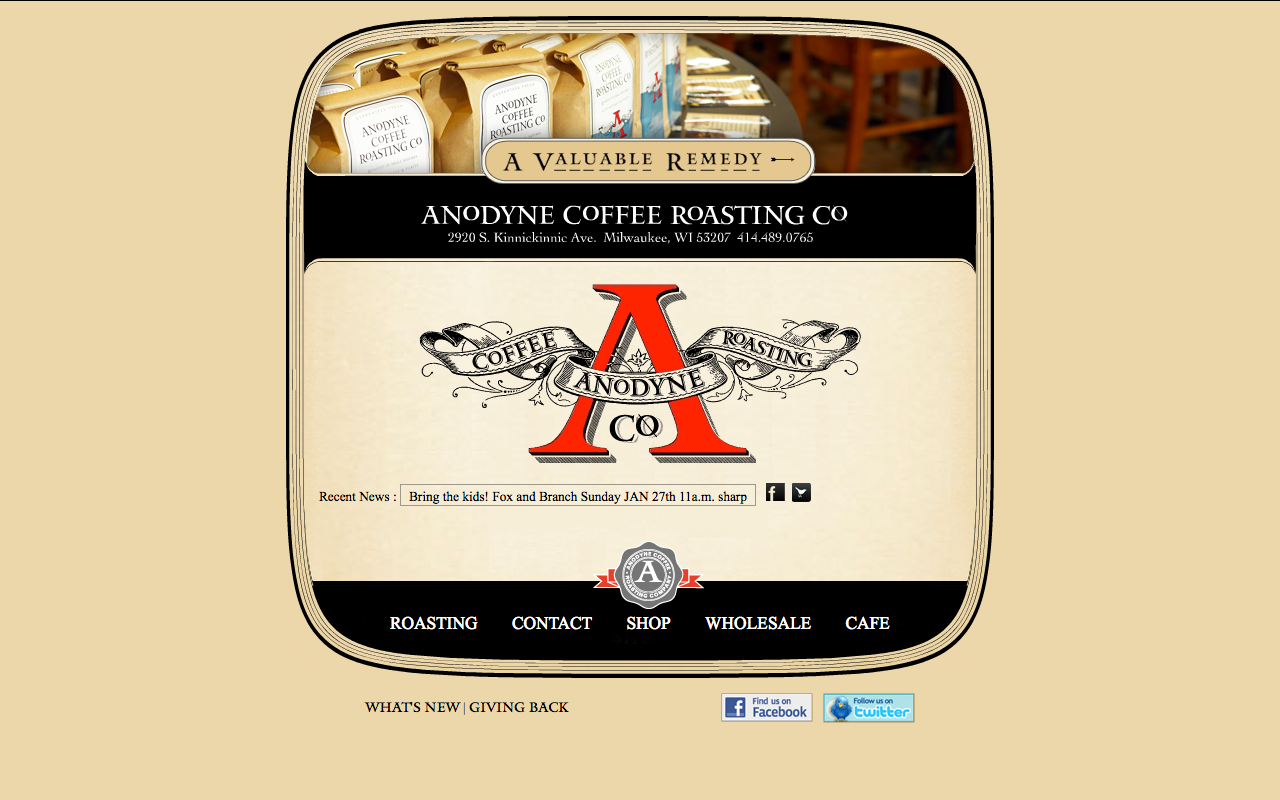 ANODYNE
COFFEE
ROASTING CO
ANODYNE
COFFEE
ROASTING CO
ANODYNE
COFFEE
ROASTING CO
A VALUABLE REMEDY
ANODYNE COFFEE ROASTING CO
2920 S. Kinnickinnic Ave. Milwaukee, WI 53207 414.489.0765
COFFEE
ROASTING
ANODYNE
CO
Recent News : Bring the kids! Fox and Branch Sunday JAN 27th 11a.m. sharp
ANODYNE COFFEE
A
ROASTING COMPANY
ROASTING CONTACT SHOP WHOLESALE CAFE
WHAT'S NEW | GIVING BACK
Find us on
Facebook
Follow us on
twitter